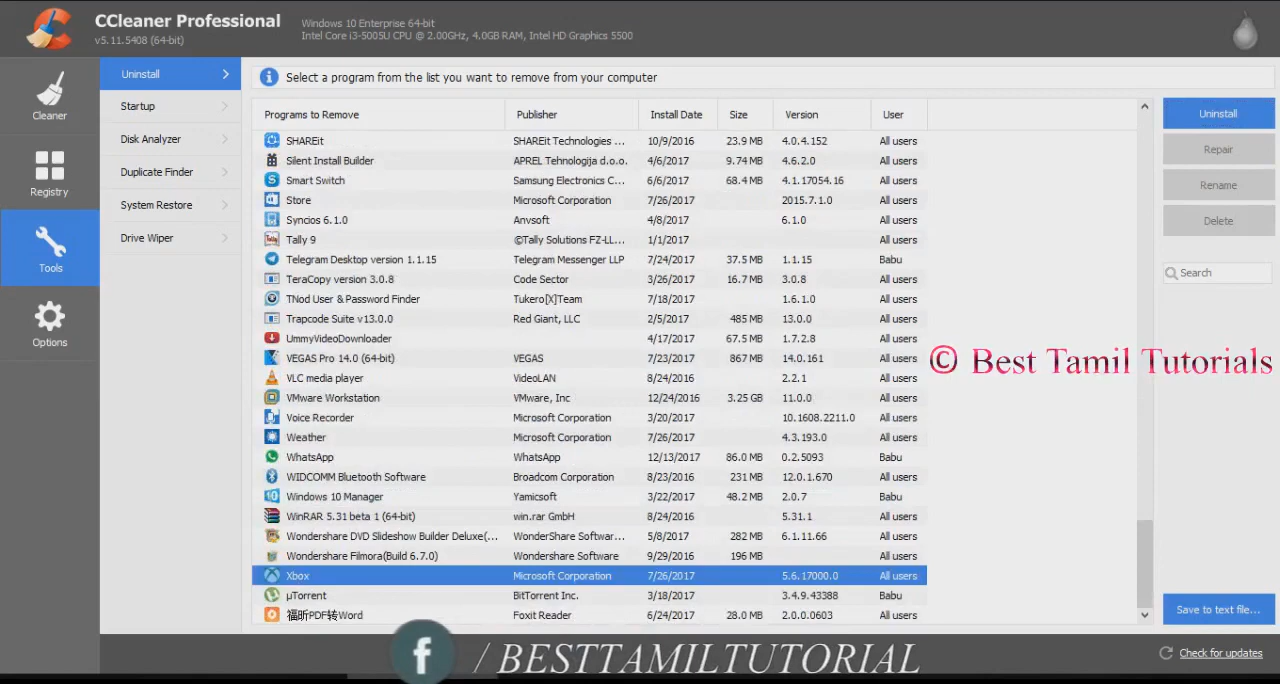 CCleaner Professional
v5.11.5408 (64-bit)
Windows 10 Enterprise 64-bit
Intel Core i3-5005U CPU @ 2.00GHz, 4.0GB RAM, Intel HD Graphics 5500
Cleaner
Registry
Tools
Options
Uninstall
Startup
Disk Analyzer
Duplicate Finder
System Restore
Drive Wiper
Select a program from the list you want to remove from your computer
Programs to Remove Publisher Install Date Size Version User
SHAREit SHAREit Technologies ... 10/9/2016 23.9 MB 4.0.4.152 All users
Silent Install Builder APREL Tehnologija d.o.o. 4/6/2017 9.74 MB 4.6.2.0 All users
Smart Switch Samsung Electronics C... 6/6/2017 68.4 MB 4.1.17054.16 All users
Store Microsoft Corporation 7/26/2017 2015.7.1.0 All users
Syncios 6.1.0 Anvsoft 4/8/2017 6.1.0 All users
Tally 9 ©Tally Solutions FZ-LL... 1/1/2017 All users
Telegram Desktop version 1.1.15 Telegram Messenger LLP 7/24/2017 37.5 MB 1.1.15 Babu
TeraCopy version 3.0.8 Code Sector 3/26/2017 16.7 MB 3.0.8 All users
TNod User & Password Finder Tukero[X]Team 7/18/2017 1.6.1.0 All users
Trapcode Suite v13.0.0 Red Giant, LLC 2/5/2017 485 MB 13.0.0 All users
UmmyVideoDownloader 4/17/2017 67.5 MB 1.7.2.8 All users
VEGAS Pro 14.0 (64-bit) VEGAS 7/23/2017 867 MB 14.0.161 All users
VLC media player VideoLAN 8/24/2016 2.2.1 All users
VMware Workstation VMware, Inc 12/24/2016 3.25 GB 11.0.0 All users
Voice Recorder Microsoft Corporation 3/20/2017 10.1608.2211.0 All users
Weather Microsoft Corporation 7/26/2017 4.3.193.0 All users
WhatsApp WhatsApp 12/13/2017 86.0 MB 0.2.5093 Babu
WIDCOMM Bluetooth Software Broadcom Corporation 8/23/2016 231 MB 12.0.1.670 All users
Windows 10 Manager Yamicsoft 3/22/2017 48.2 MB 2.0.7 Babu
WinRAR 5.31 beta 1 (64-bit) win.rar GmbH 8/24/2016 5.31.1 All users
Wondershare DVD Slideshow Builder Deluxe(... WonderShare Softwar... 5/8/2017 282 MB 6.1.11.66 All users
Wondershare Filmora(Build 6.7.0) Wondershare Software 9/29/2016 196 MB All users
Xbox Microsoft Corporation 7/26/2017 5.6.17000.0 All users
µTorrent BitTorrent Inc. 3/18/2017 3.4.9.43388 Babu
福昕PDF转Word Foxit Reader 6/24/2017 28.0 MB 2.0.0.0603 All users
Uninstall
Repair
Rename
Delete
Search
© Best Tamil Tutorials
Save to text file...
f / BESTTAMILTUTORIAL
Check for updates